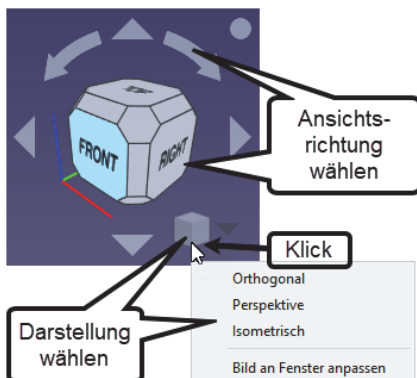 Ansichts-
richtung
wählen
FRONT
RIGHT
Klick
Orthogonal
Perspektive
Isometrisch
Darstellung
wählen
Bild an Fenster anpassen